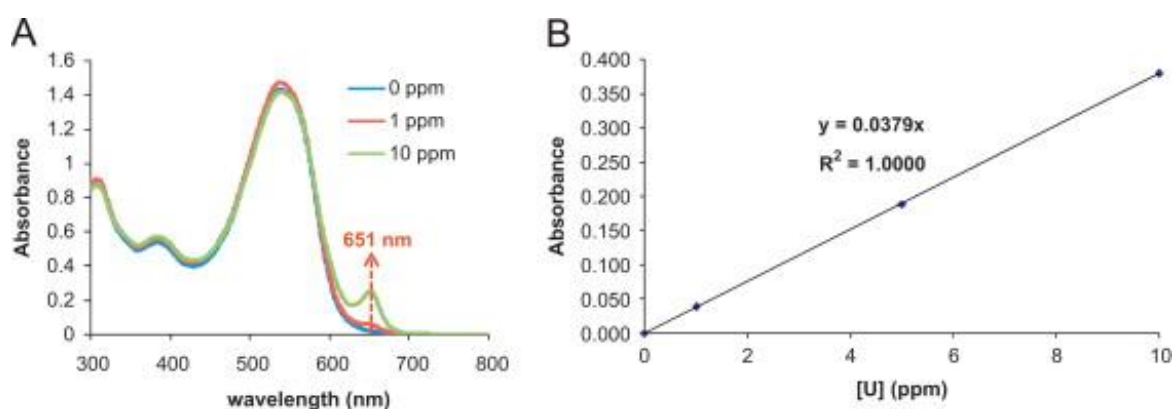 A
Absorbance
1.6
1.4
1.2
1
0.8
0.6
0.4
0.2
0
300
400
500
600
700
800
wavelength (nm)
0 ppm
1 ppm
10 ppm
651 nm
B
Absorbance
0.400
0.350
0.300
0.250
0.200
0.150
0.100
0.050
0.000
0
2
4
6
8
10
[U] (ppm)
y = 0.0379x
R² = 1.0000